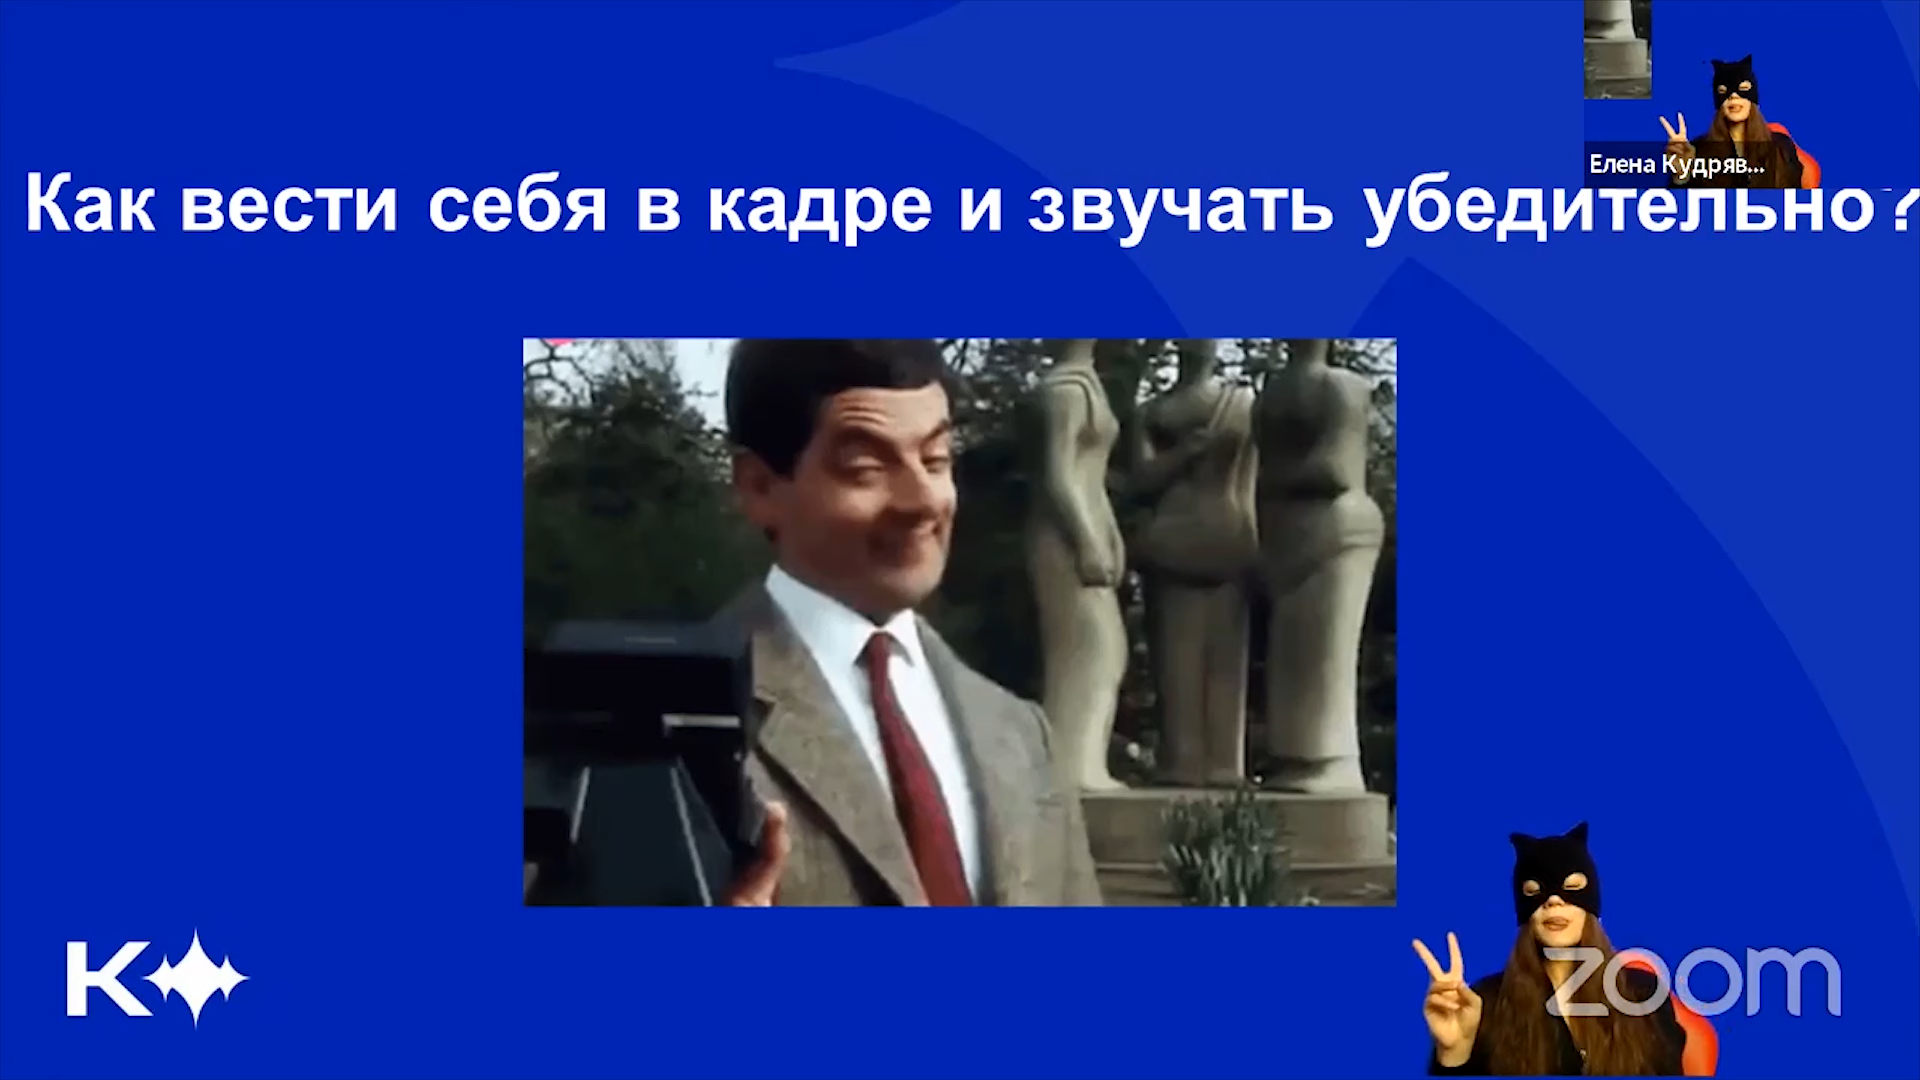 Елена Кудряв...
Как вести себя в кадре и звучать убедительно?
К
zoom